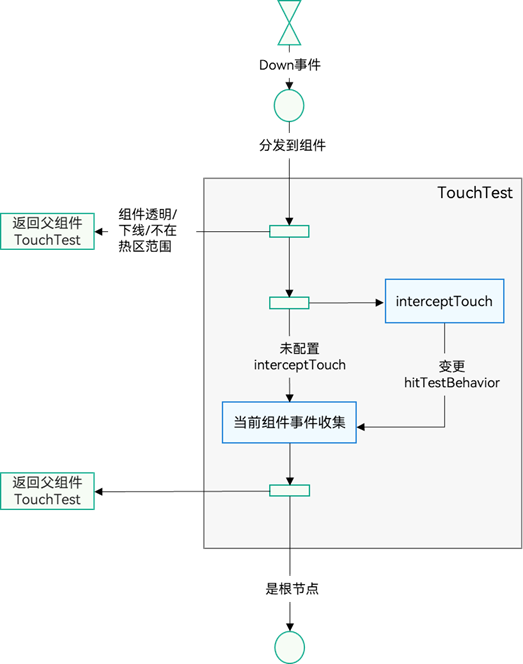 Down事件
分发到组件
TouchTest
组件透明/
下线/不在
热区范围
返回父组件
TouchTest
interceptTouch
未配置
interceptTouch
变更
hitTestBehavior
当前组件事件收集
返回父组件
TouchTest
是根节点